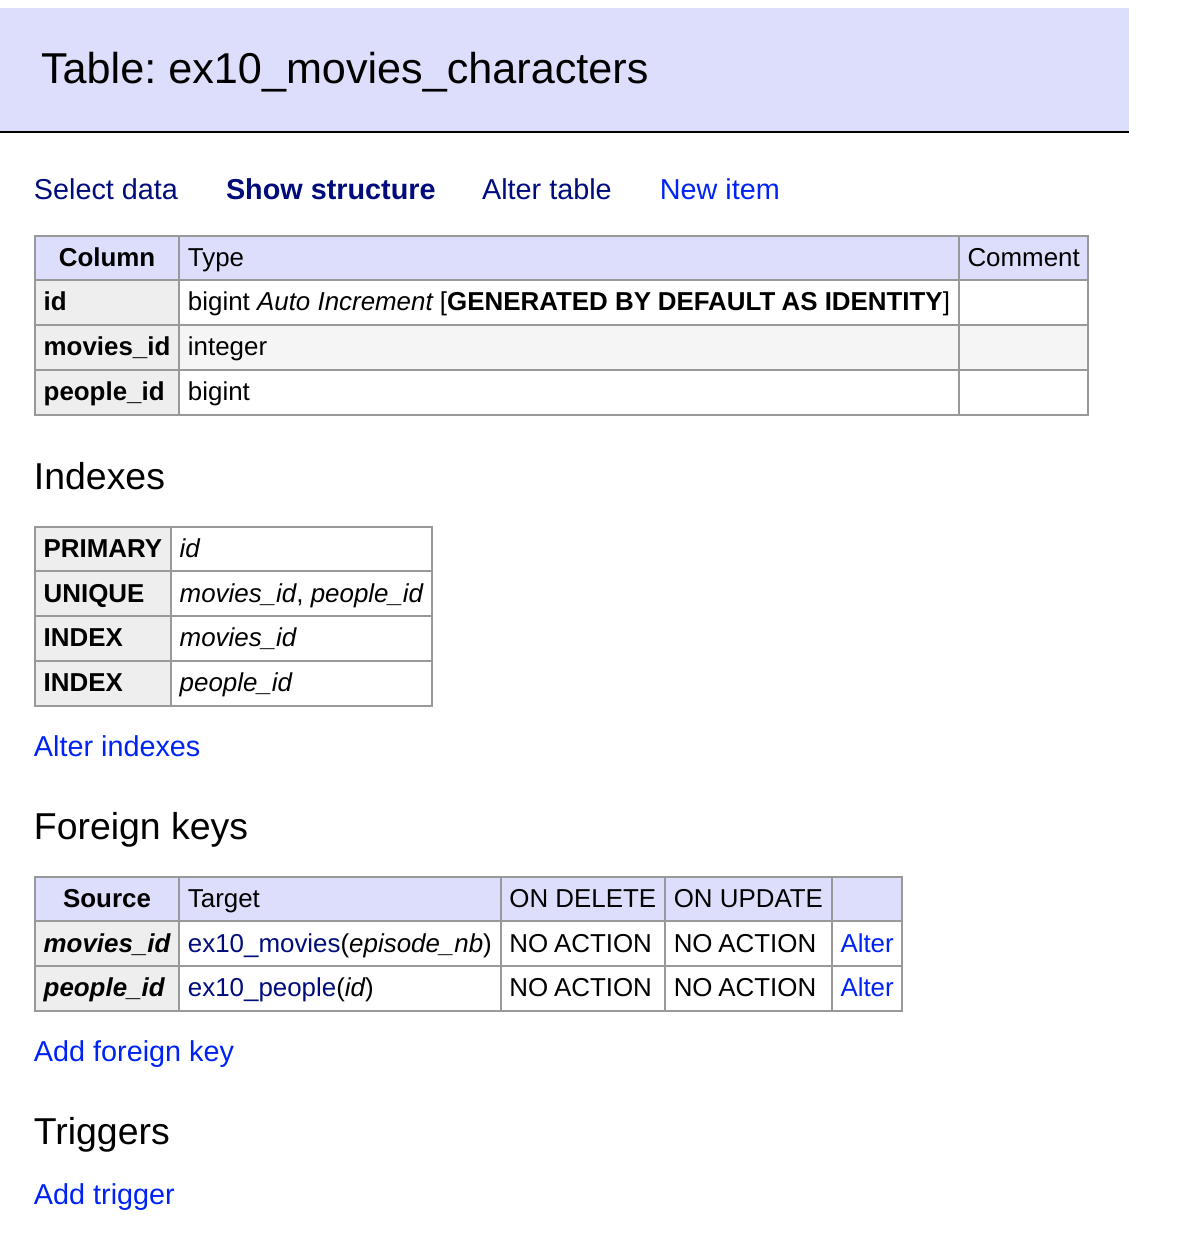 Table: ex10_movies_characters
Select data Show structure Alter table New item
Column Type Comment
id bigint Auto Increment [GENERATED BY DEFAULT AS IDENTITY]
movies_id integer
people_id bigint
Indexes
PRIMARY id
UNIQUE movies_id, people_id
INDEX movies_id
INDEX people_id
Alter indexes
Foreign keys
Source Target ON DELETE ON UPDATE
movies_id ex10_movies(episode_nb) NO ACTION NO ACTION Alter
people_id ex10_people(id) NO ACTION NO ACTION Alter
Add foreign key
Triggers
Add trigger